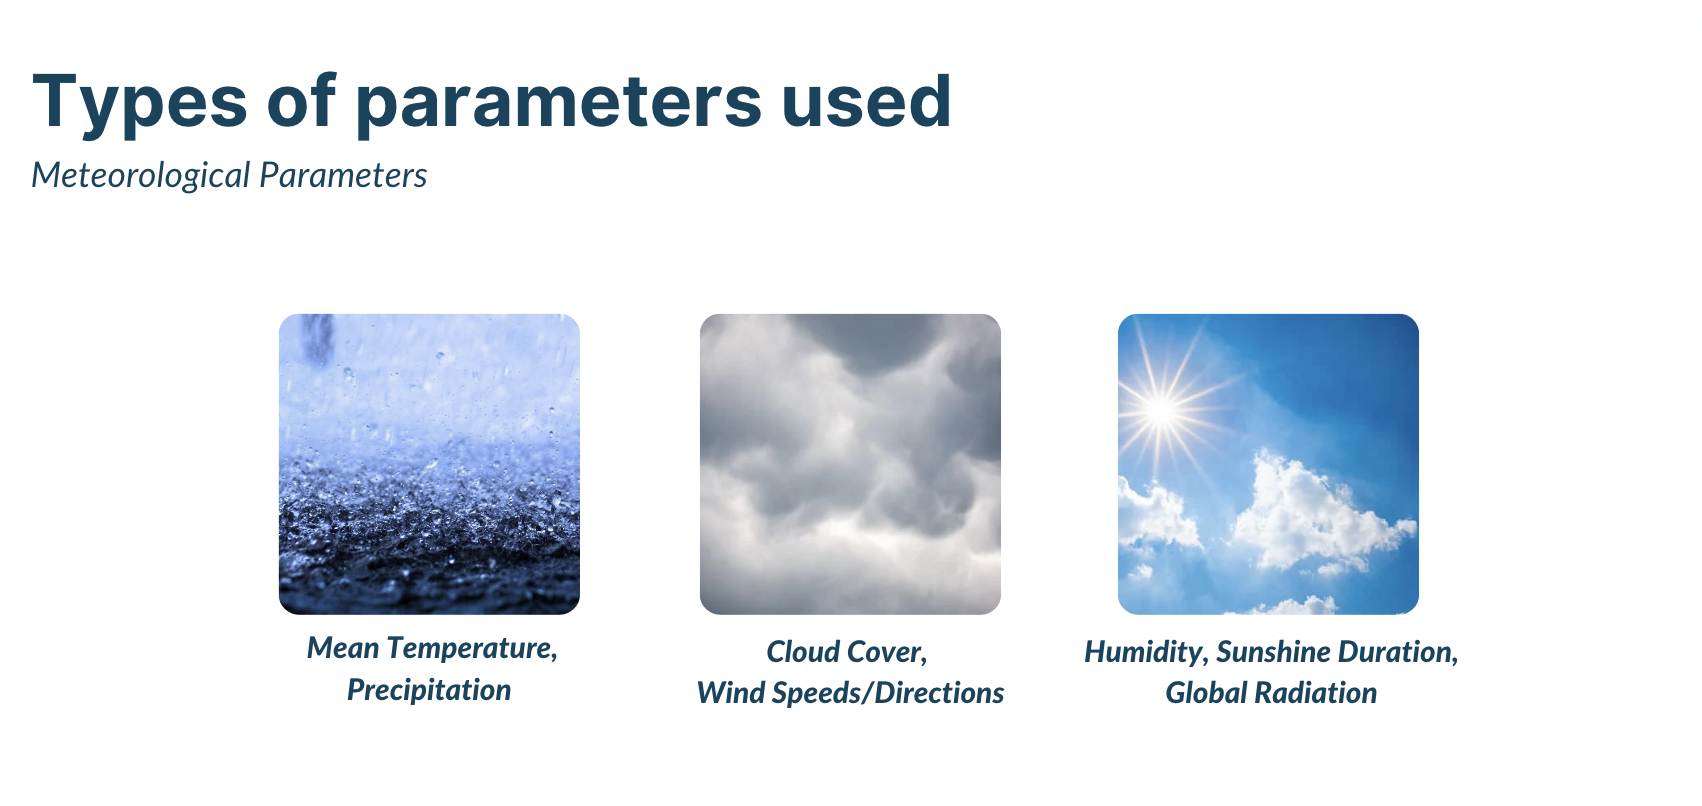 Types of parameters used
Meteorological Parameters
Mean Temperature,
Precipitation
Cloud Cover,
Wind Speeds/Directions
Humidity, Sunshine Duration,
Global Radiation